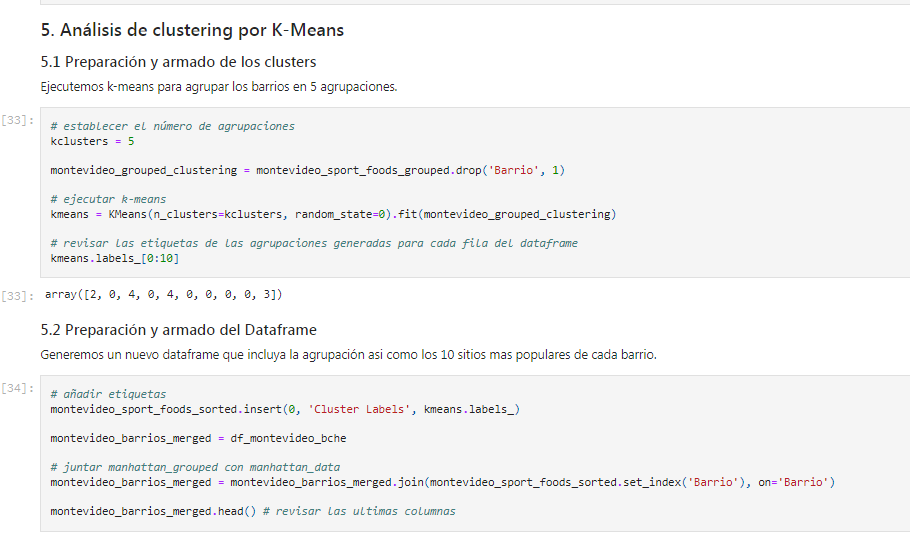 5. Análisis de clustering por K-Means
5.1 Preparación y armado de los clusters
Ejecutemos k-means para agrupar los barrios en 5 agrupaciones.
[33]:
# establecer el número de agrupaciones
kclusters = 5
montevideo_grouped_clustering = montevideo_sport_foods_grouped.drop('Barrio', 1)
# ejecutar k-means
kmeans = KMeans(n_clusters=kclusters, random_state=0).fit(montevideo_grouped_clustering)
# revisar las etiquetas de las agrupaciones generadas para cada fila del dataframe
kmeans.labels_[0:10]
[33]: array([2, 0, 4, 0, 4, 0, 0, 0, 0, 3])
5.2 Preparación y armado del Dataframe
Generemos un nuevo dataframe que incluya la agrupación asi como los 10 sitios mas populares de cada barrio.
[34]:
# añadir etiquetas
montevideo_sport_foods_sorted.insert(0, 'Cluster Labels', kmeans.labels_)
montevideo_barrios_merged = df_montevideo_bche
# juntar manhattan_grouped con manhattan_data
montevideo_barrios_merged = montevideo_barrios_merged.join(montevideo_sport_foods_sorted.set_index('Barrio'), on='Barrio')
montevideo_barrios_merged.head() # revisar las ultimas columnas